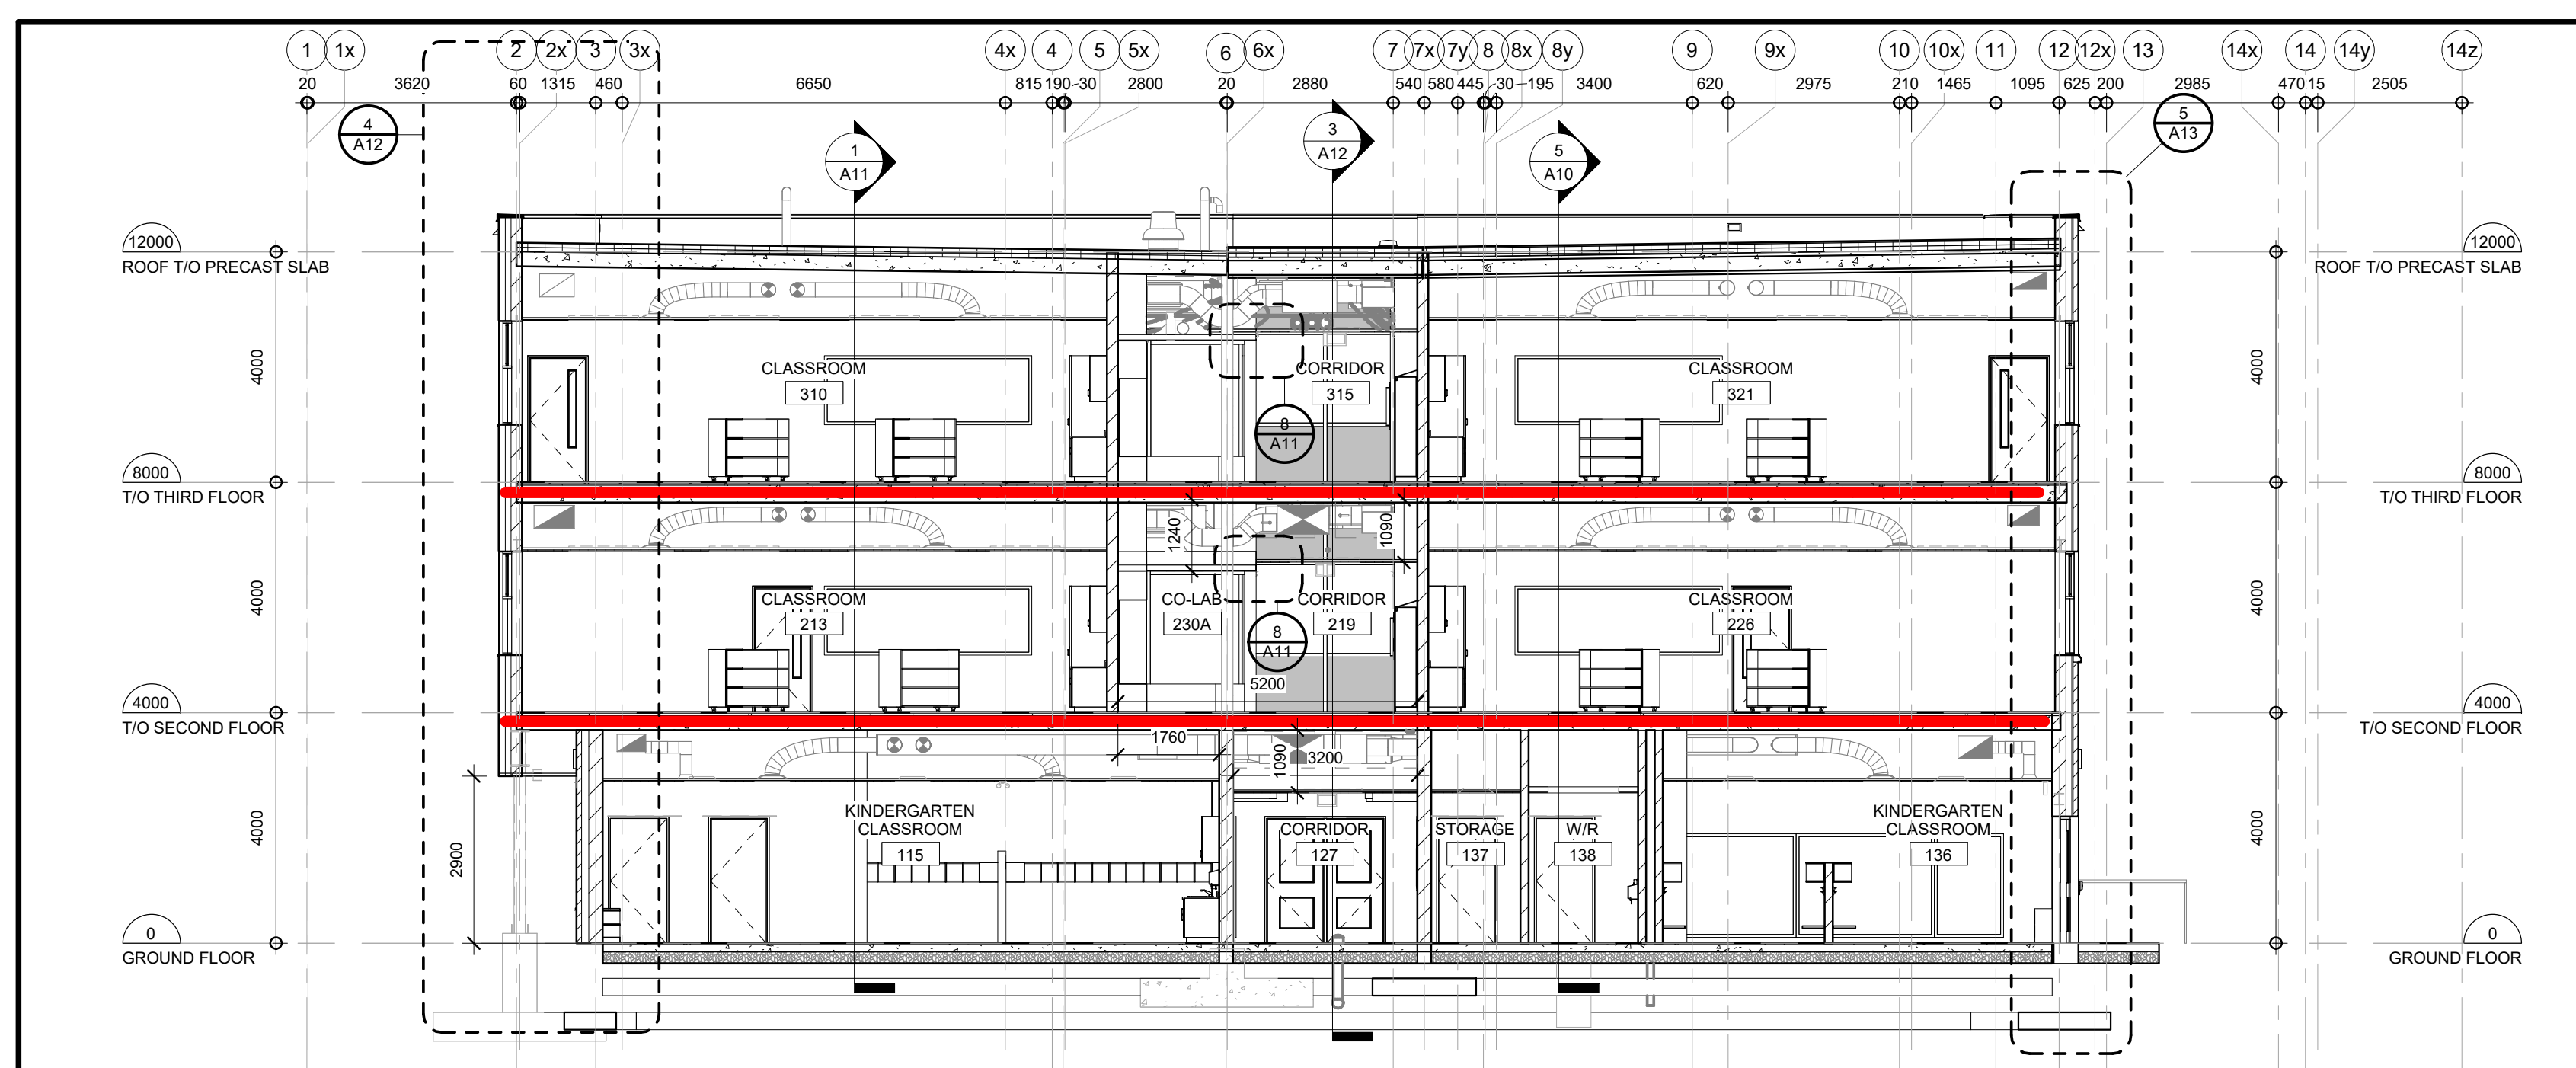 1 1x 2 2x 3 3x 4x 4 5 5x 6 6x 7 7x 7y 8 8x 8y 9 9x 10 10x 11 12 12x 13 14x 14 14y 14z
20 3620 60 1315 460 6650 815 190 30 2800 20 2880 540 580 445 30 195 3400 620 2975 210 1465 1095 625 200 2985 470 15 2505
4
A12
1
A11
3
A12
5
A10
5
A13
12000
ROOF T/O PRECAST SLAB
12000
ROOF T/O PRECAST SLAB
4000
CLASSROOM
310
CORRIDOR
315
CLASSROOM
321
4000
8
A11
8000
T/O THIRD FLOOR
8000
T/O THIRD FLOOR
1240
1090
4000
CLASSROOM
213
CO-LAB
230A
CORRIDOR
219
CLASSROOM
226
4000
8
A11
5200
4000
T/O SECOND FLOOR
4000
T/O SECOND FLOOR
1760
1090
3200
4000
2900
KINDERGARTEN
CLASSROOM
115
CORRIDOR
127
STORAGE
137
W/R
138
KINDERGARTEN
CLASSROOM
136
4000
0
GROUND FLOOR
0
GROUND FLOOR